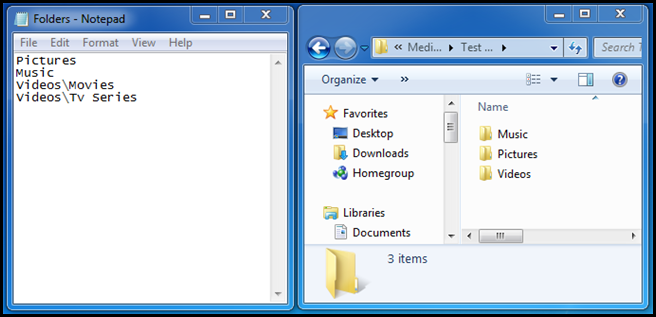 Folders - Notepad
File Edit Format View Help
Pictures
Music
Videos\Movies
Videos\Tv Series
« Medi... Test ...
Search T
Organize »
Favorites
Desktop
Downloads
Homegroup
Libraries
Documents
Name
Music
Pictures
Videos
3 items